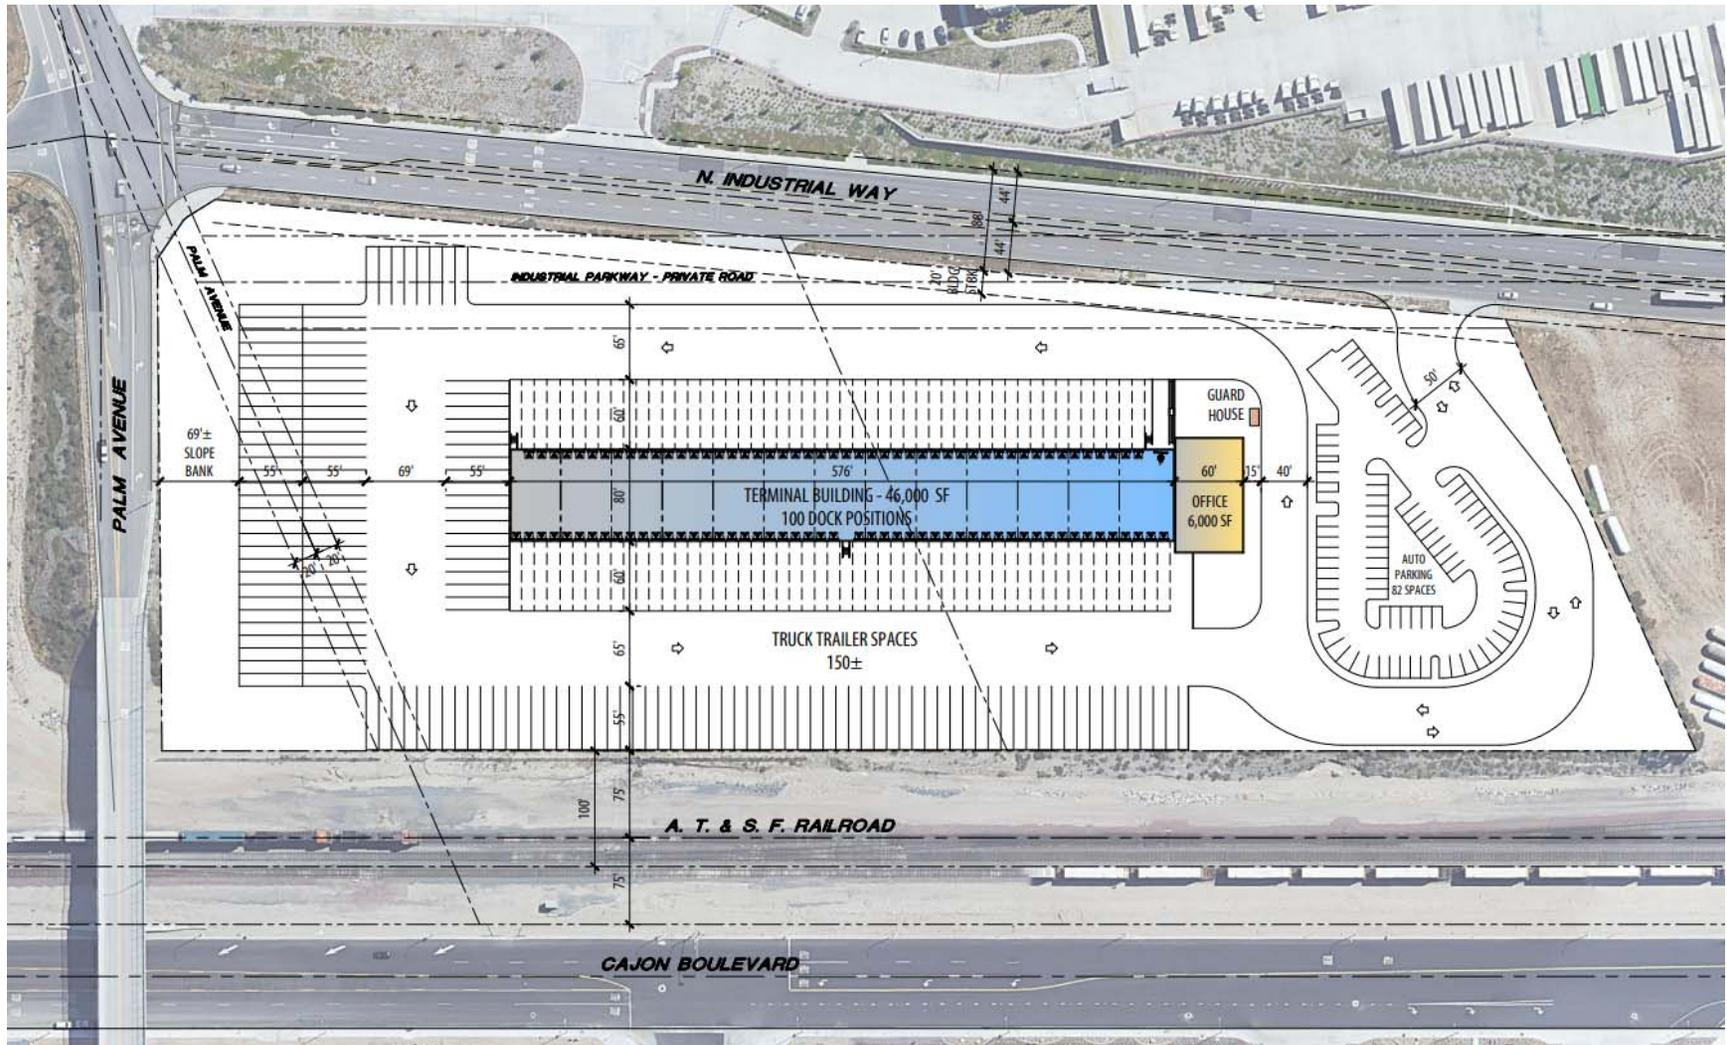 N. INDUSTRIAL WAY
44'
88'
44'
20'
BLDG
STBK
PALM AVENUE
INDUSTRIAL PARKWAY - PRIVATE ROAD
65'
50'
GUARD
HOUSE
60'
PALM AVENUE
69'±
SLOPE
BANK
55'
55'
69'
55'
576'
60'
15'
40'
80'
TERMINAL BUILDING - 46,000 SF
100 DOCK POSITIONS
OFFICE
6,000 SF
AUTO
PARKING
82 SPACES
20'
20'
60'
TRUCK TRAILER SPACES
150±
65'
55'
75'
100'
A. T. & S. F. RAILROAD
75'
CAJON BOULEVARD